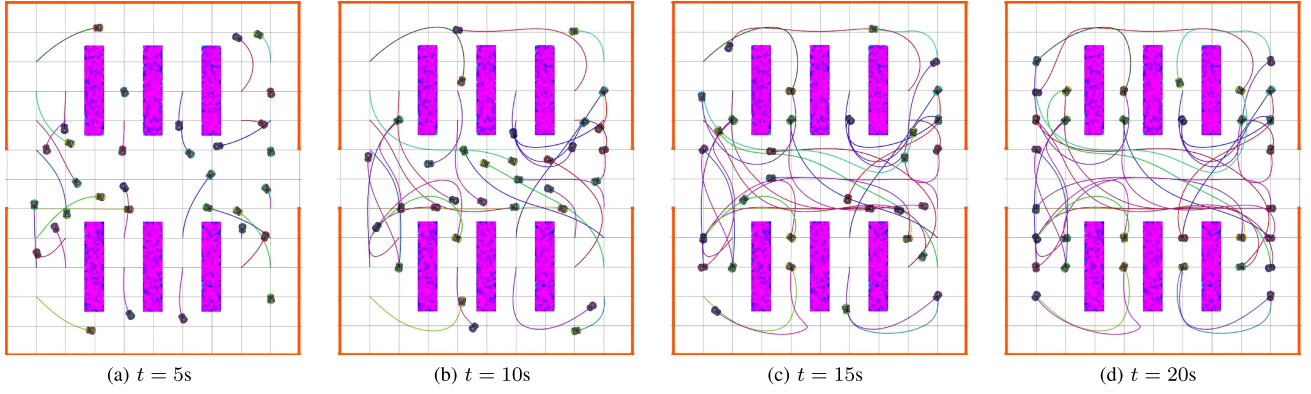 (a) t = 5s
(b) t = 10s
(c) t = 15s
(d) t = 20s